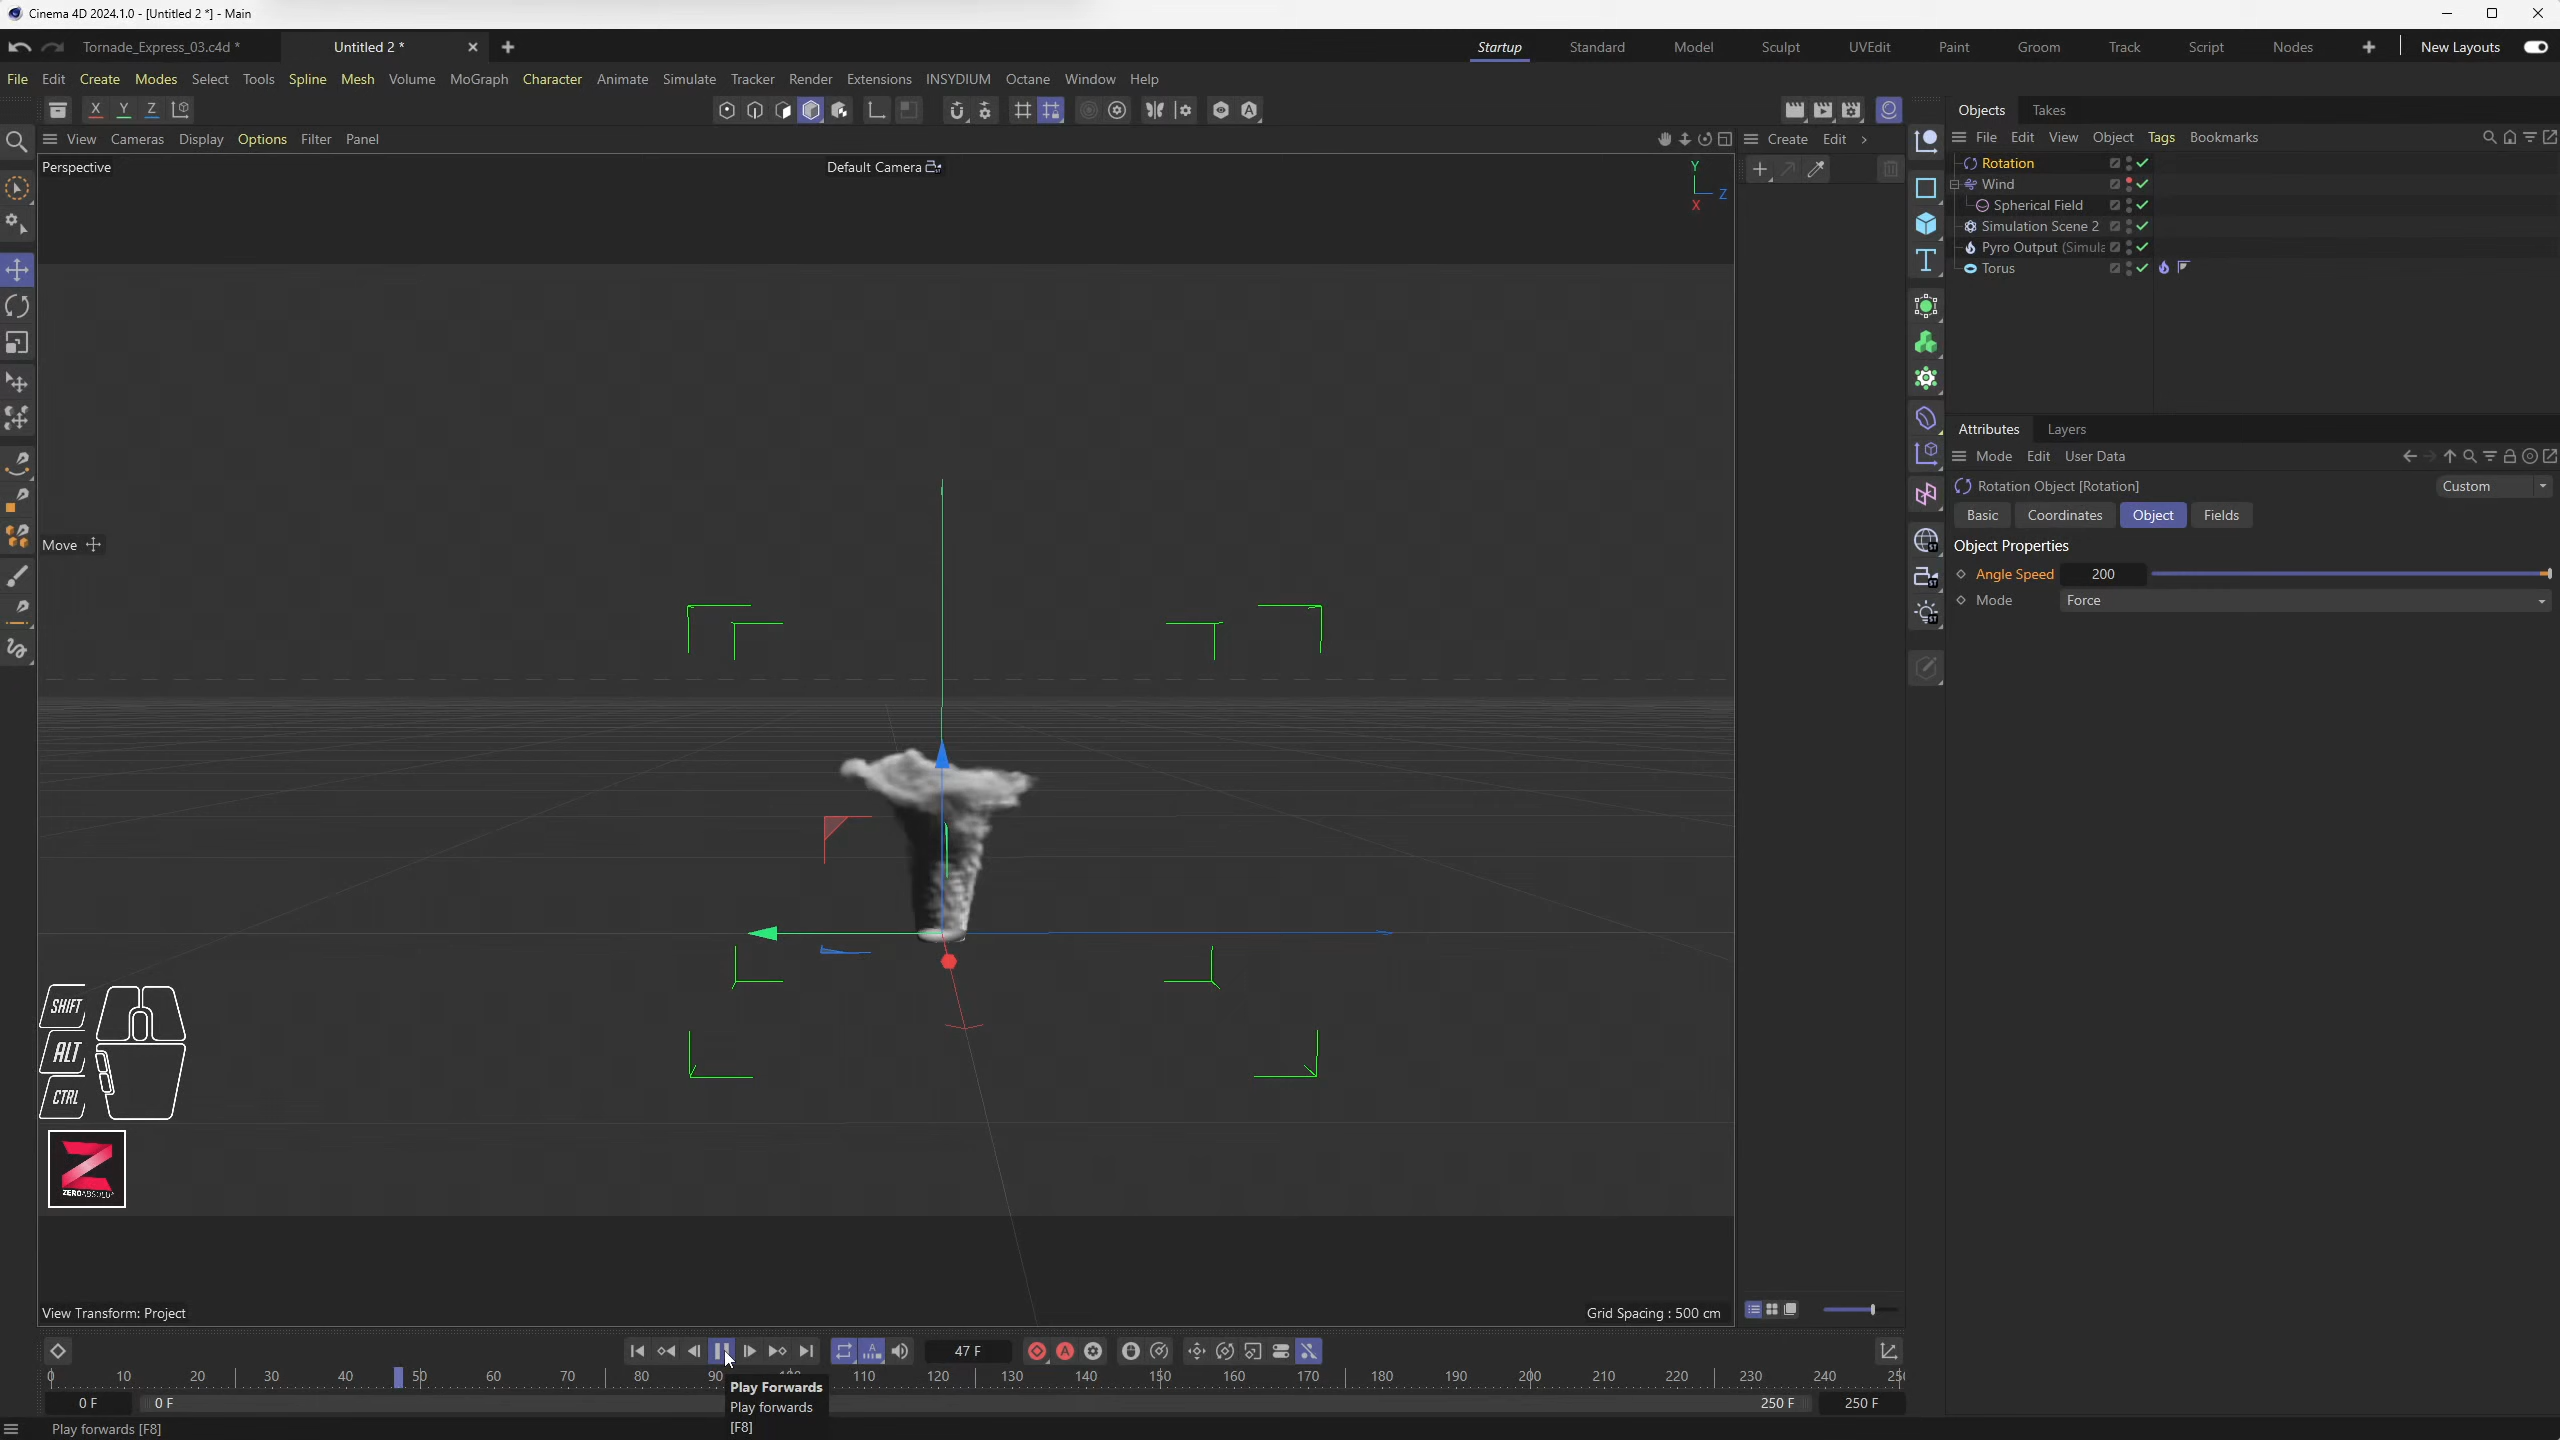 Cinema 4D 2024.1.0 - [Untitled 2 *] - Main
Tornade_Express_03.c4d *
Untitled 2 *
Startup Standard Model Sculpt UVEdit Paint Groom Track Script Nodes New Layouts
File Edit Create Modes Select Tools Spline Mesh Volume MoGraph Character Animate Simulate Tracker Render Extensions INSYDIUM Octane Window Help
X Y Z
View Cameras Display Options Filter Panel
Perspective
Default Camera
Y
Z
X
Move
SHIFT
ALT
CTRL
ZEROABSOLU
View Transform: Project
Grid Spacing : 500 cm
Create Edit >
Objects Takes
File Edit View Object Tags Bookmarks
Rotation
Wind
Spherical Field
Simulation Scene 2
Pyro Output (Simula
Torus
Attributes Layers
Mode Edit User Data
Rotation Object [Rotation]
Custom
Basic Coordinates Object Fields
Object Properties
Angle Speed 200
Mode Force
47 F
0 10 20 30 40 50 60 70 80 90 110 120 130 140 150 160 170 180 190 200 210 220 230 240 25
0 F
0 F
250 F
250 F
Play Forwards
Play forwards
[F8]
Play forwards [F8]